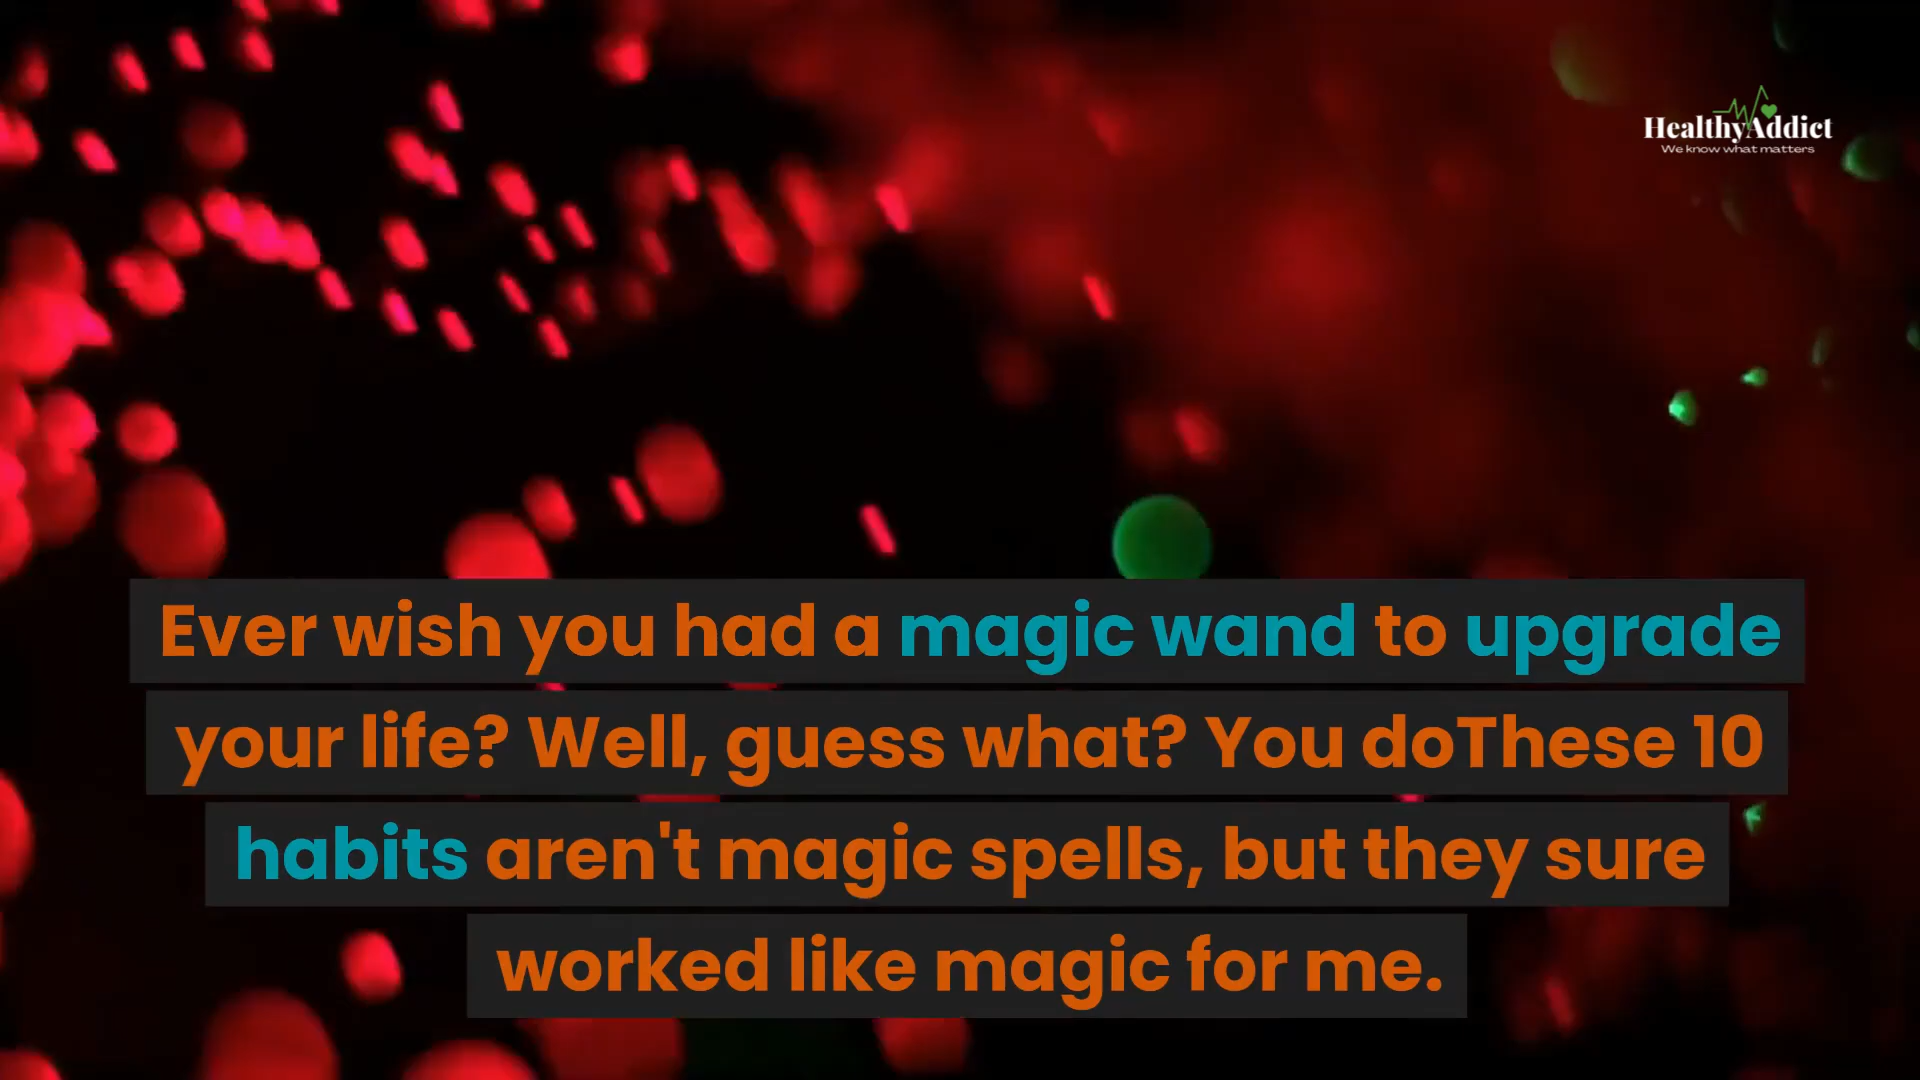 HealthyAddict
We know what matters
Ever wish you had a magic wand to upgrade
your life? Well, guess what? You doThese 10
habits aren't magic spells, but they sure
worked like magic for me.